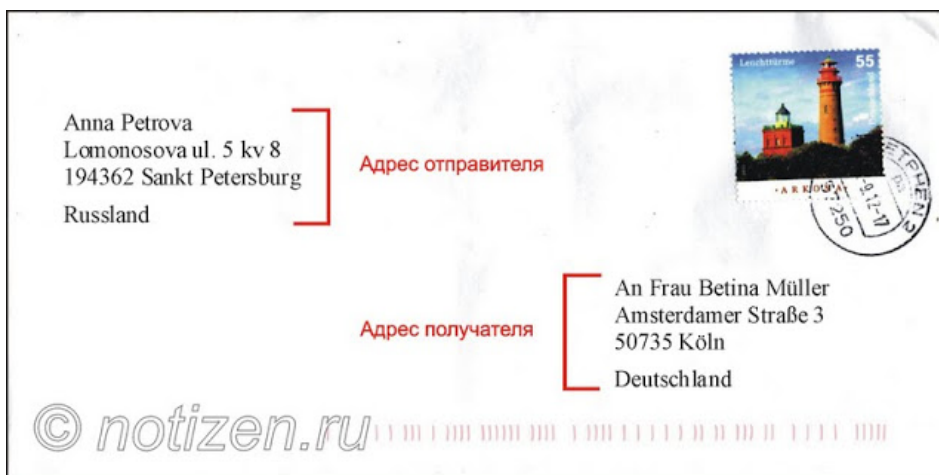 Leuchttürme 55
Anna Petrova
Lomonosova ul. 5 kv 8
194362 Sankt Petersburg
Russland
Адрес отправителя
ARKONA
An Frau Betina Müller
Amsterdamer Straße 3
50735 Köln
Deutschland
Адрес получателя
© notizen.ru